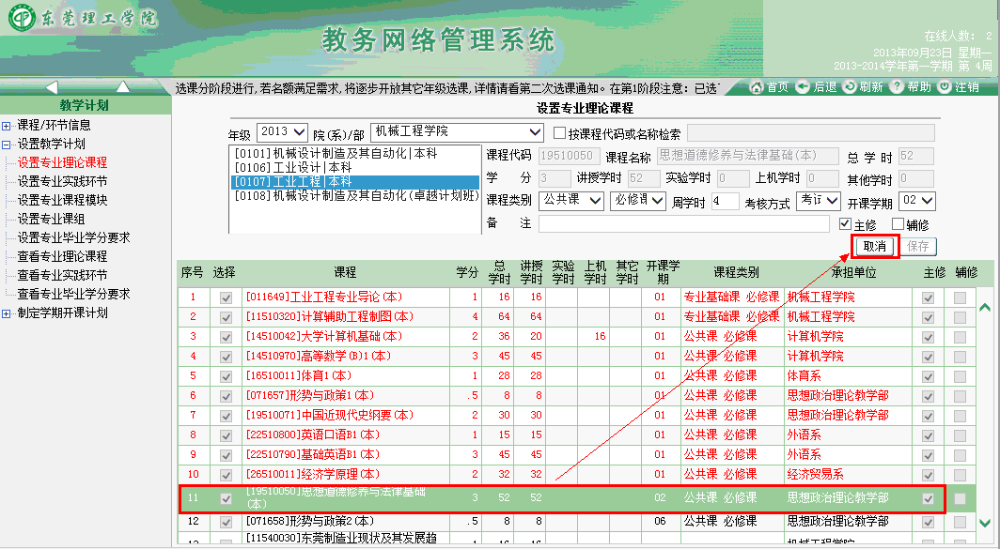 东莞理工学院
教务网络管理系统
在线人数： 2
2013年09月23日 星期一
2013-2014学年第一学期 第 4周
选课分阶段进行,若名额满足需求,将逐步开放其它年级选课,详情请看第二次选课通知。在第1阶段注意：已选
首页 后退 刷新 帮助 注销
教学计划
课程/环节信息
设置教学计划
设置专业理论课程
设置专业实践环节
设置专业课程模块
设置专业课组
设置专业毕业学分要求
查看专业理论课程
查看专业实践环节
查看专业毕业学分要求
制定学期开课计划
设置专业理论课程
年级 2013 院(系)/部 机械工程学院 按课程代码或名称检索
[0101]机械设计制造及其自动化|本科
[0106]工业设计|本科
[0107]工业工程|本科
[0108]机械设计制造及其自动化(卓越计划班)
课程代码 19510050 课程名称 思想道德修养与法律基础(本) 总 学 时 52
学 分 3 讲授学时 52 实验学时 0 上机学时 0 其他学时 0
课程类别 公共课 必修课 周学时 4 考核方式 考试 开课学期 02
备 注 主修 辅修
取消 保存
序号 选择 课程 学分 总学时 讲授学时 实验学时 上机学时 其它学时 开课学期 课程类别 承担单位 主修 辅修
1 [011649]工业工程专业导论(本) 1 16 16 01 专业基础课 必修课 机械工程学院
2 [11510320]计算辅助工程制图(本) 4 64 64 01 专业基础课 必修课 机械工程学院
3 [14510042]大学计算机基础(本) 2 36 20 16 01 公共课 必修课 计算机学院
4 [14510970]高等数学(B)1(本) 3 45 45 01 公共课 必修课 计算机学院
5 [16510011]体育1(本) 1 28 28 01 公共课 必修课 体育系
6 [071657]形势与政策1(本) .5 8 8 01 公共课 必修课 思想政治理论教学部
7 [19510071]中国近现代史纲要(本) 2 30 30 01 公共课 必修课 思想政治理论教学部
8 [22510800]英语口语B1(本) 1 15 15 01 公共课 必修课 外语系
9 [22510790]基础英语B1(本) 3 45 45 01 公共课 必修课 外语系
10 [26510011]经济学原理(本) 2 32 32 01 公共课 必修课 经济贸易系
11 [19510050]思想道德修养与法律基础(本) 3 52 52 02 公共课 必修课 思想政治理论教学部
12 [071658]形势与政策2(本) .5 8 8 06 公共课 必修课 思想政治理论教学部
13 [11540030]东莞制造业现状及其发展趋 1 16 16 机械工程学院